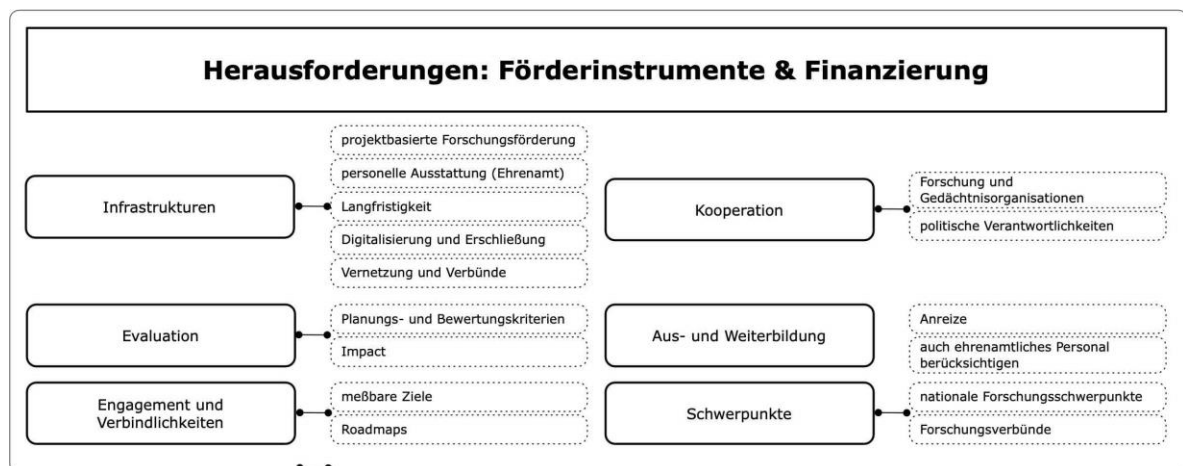 Herausforderungen: Förderinstrumente & Finanzierung
Infrastrukturen
projektbasierte Forschungsförderung
personelle Ausstattung (Ehrenamt)
Langfristigkeit
Digitalisierung und Erschließung
Vernetzung und Verbünde
Kooperation
Forschung und
Gedächtnisorganisationen
politische Verantwortlichkeiten
Evaluation
Planungs- und Bewertungskriterien
Impact
Aus- und Weiterbildung
Anreize
auch ehrenamtliches Personal
berücksichtigen
Engagement und
Verbindlichkeiten
meßbare Ziele
Roadmaps
Schwerpunkte
nationale Forschungsschwerpunkte
Forschungsverbünde